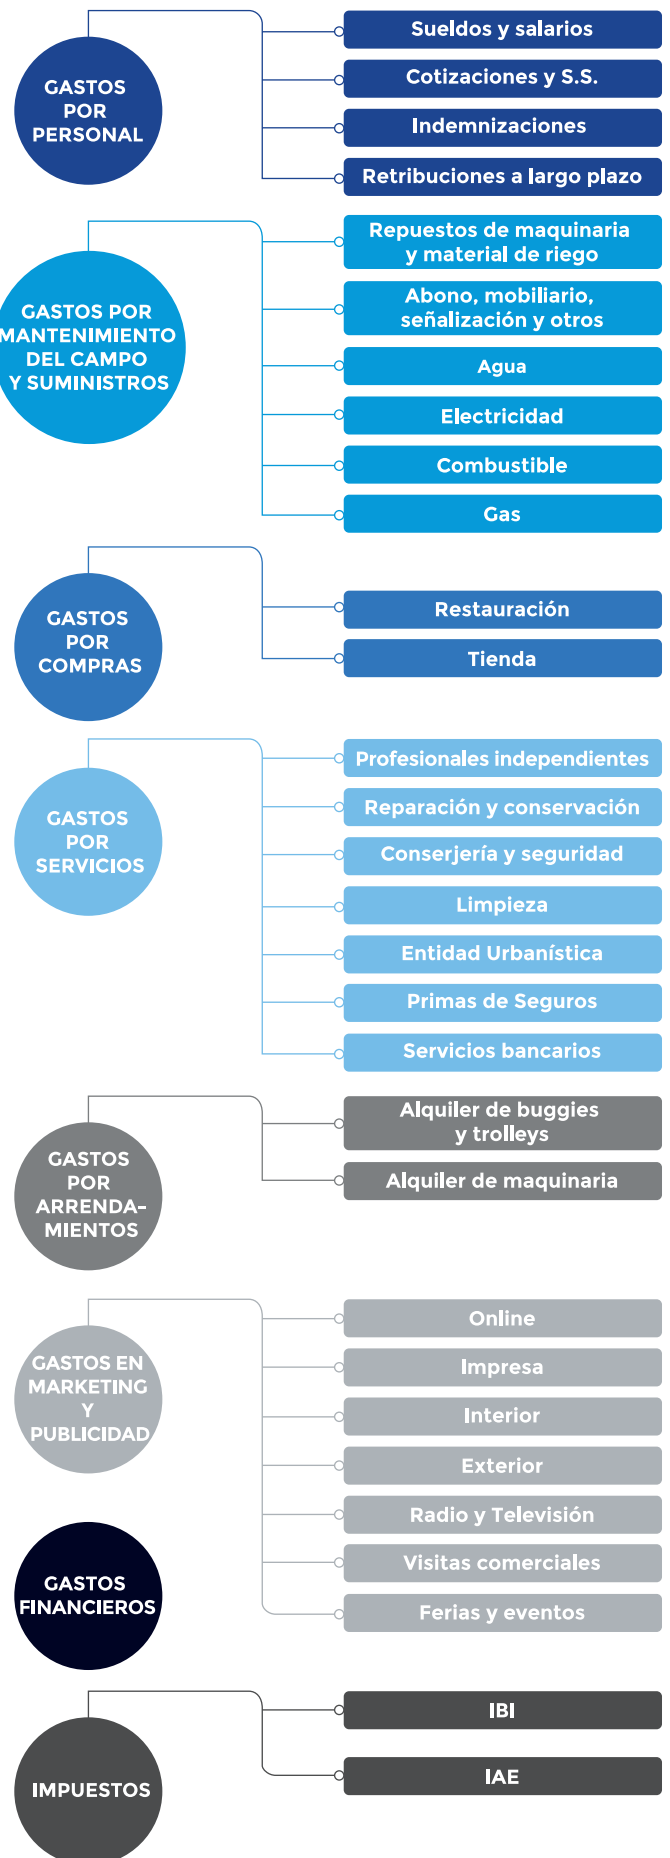 GASTOS
POR
PERSONAL
Sueldos y salarios
Cotizaciones y S.S.
Indemnizaciones
Retribuciones a largo plazo
GASTOS POR
MANTENIMIENTO
DEL CAMPO
Y SUMINISTROS
Repuestos de maquinaria
y material de riego
Abono, mobiliario,
señalización y otros
Agua
Electricidad
Combustible
Gas
GASTOS
POR
COMPRAS
Restauración
Tienda
GASTOS
POR
SERVICIOS
Profesionales independientes
Reparación y conservación
Conserjería y seguridad
Limpieza
Entidad Urbanística
Primas de Seguros
Servicios bancarios
GASTOS
POR
ARRENDA-
MIENTOS
Alquiler de buggies
y trolleys
Alquiler de maquinaria
GASTOS EN
MARKETING
Y
PUBLICIDAD
Online
Impresa
Interior
Exterior
Radio y Televisión
Visitas comerciales
Ferias y eventos
GASTOS
FINANCIEROS
IMPUESTOS
IBI
IAE